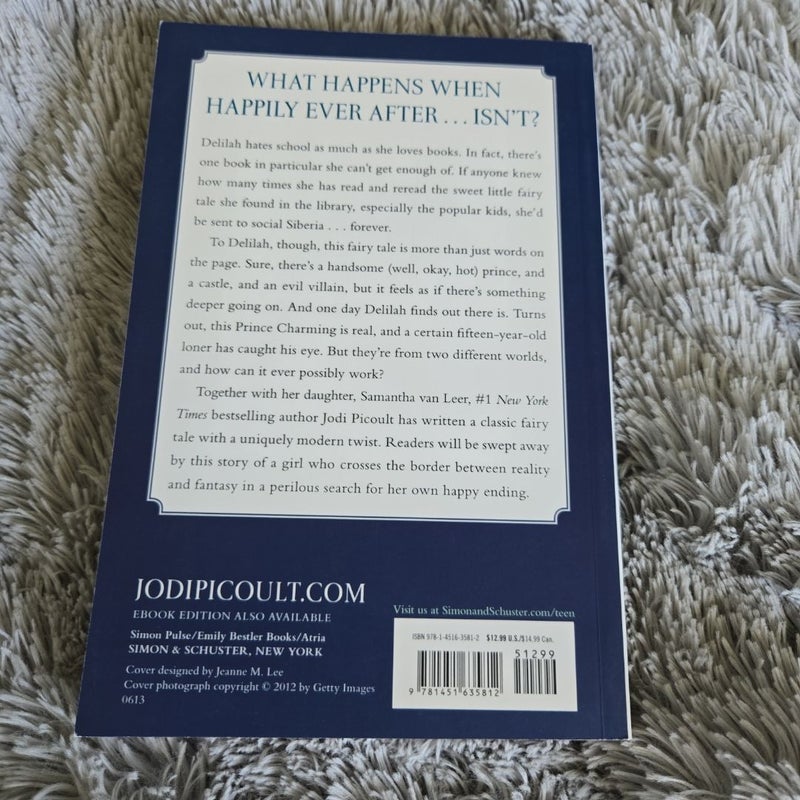 WHAT HAPPENS WHEN
HAPPILY EVER AFTER . . . ISN'T?
Delilah hates school as much as she loves books. In fact, there's
one book in particular she can't get enough of. If anyone knew
how many times she has read and reread the sweet little fairy
tale she found in the library, especially the popular kids, she'd
be sent to social Siberia . . . forever.
To Delilah, though, this fairy tale is more than just words on
the page. Sure, there's a handsome (well, okay, hot) prince, and
a castle, and an evil villain, but it feels as if there's something
deeper going on. And one day Delilah finds out there is. Turns
out, this Prince Charming is real, and a certain fifteen-year-old
loner has caught his eye. But they're from two different worlds,
and how can it ever possibly work?
Together with her daughter, Samantha van Leer, #1 New York
Times bestselling author Jodi Picoult has written a classic fairy
tale with a uniquely modern twist. Readers will be swept away
by this story of a girl who crosses the border between reality
and fantasy in a perilous search for her own happy ending.
JODIPICOULT.COM
EBOOK EDITION ALSO AVAILABLE
Simon Pulse/Emily Bestler Books/Atria
SIMON & SCHUSTER, NEW YORK
Cover designed by Jeanne M. Lee
Cover photograph copyright © 2012 by Getty Images
0613
Visit us at SimonandSchuster.com/teen
ISBN 978-1-4516-3581-2 $12.99 U.S./$14.99 Can.
51299
9 781451 635812